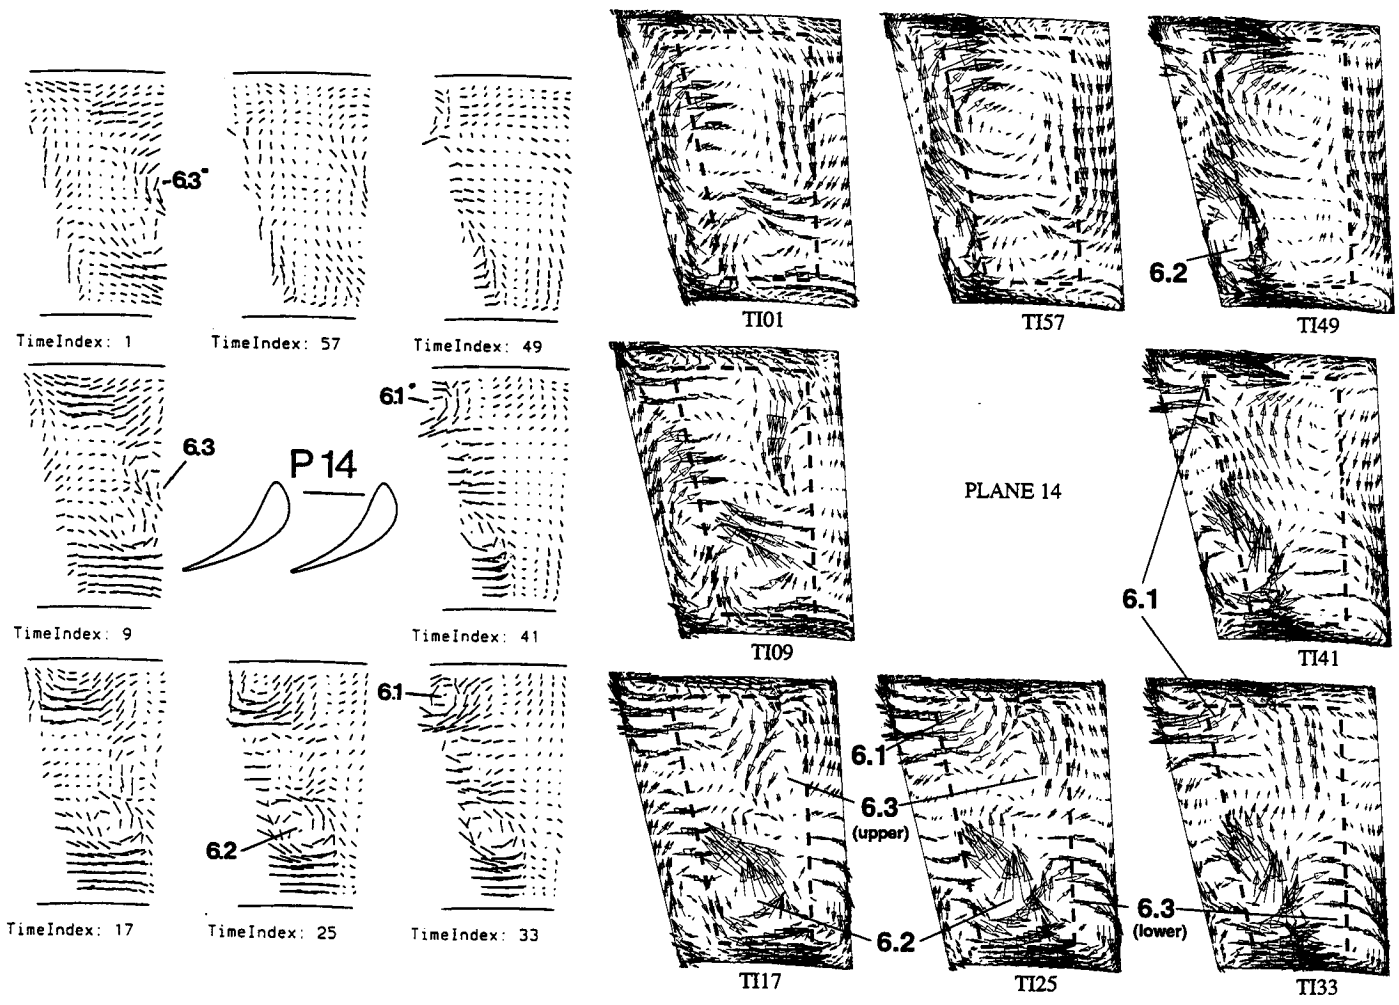 6.3*
TimeIndex: 1
TimeIndex: 57
TimeIndex: 49
6.2
TI01
TI57
TI49
6.1*
6.3
P 14
PLANE 14
6.1
TimeIndex: 9
TimeIndex: 41
TI09
TI41
6.1
6.1
6.3
(upper)
6.2
6.2
6.3
(lower)
TimeIndex: 17
TimeIndex: 25
TimeIndex: 33
TI17
TI25
TI33